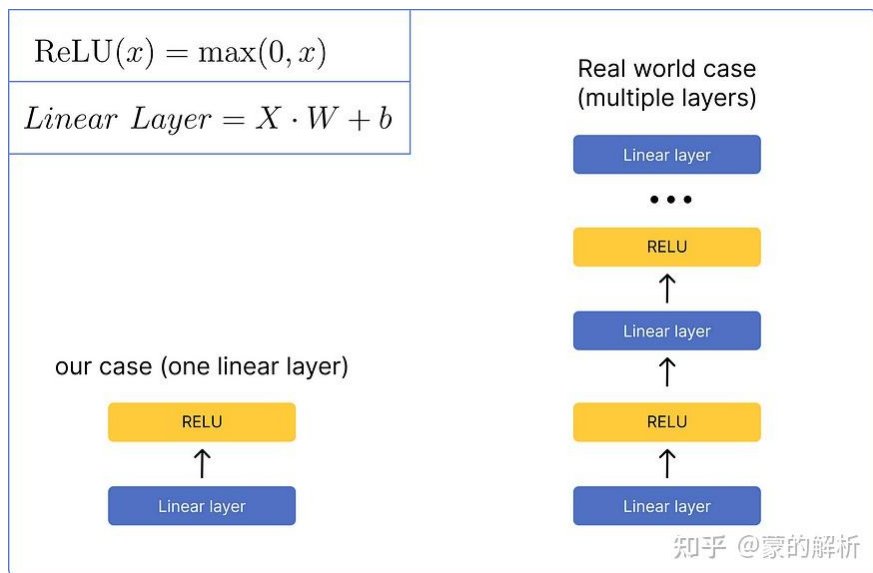 ReLU(x) = max(0, x)
Linear Layer = X · W + b
our case (one linear layer)
RELU
Linear layer
Real world case
(multiple layers)
Linear layer
•••
RELU
Linear layer
RELU
Linear layer
知乎 @蒙的解析